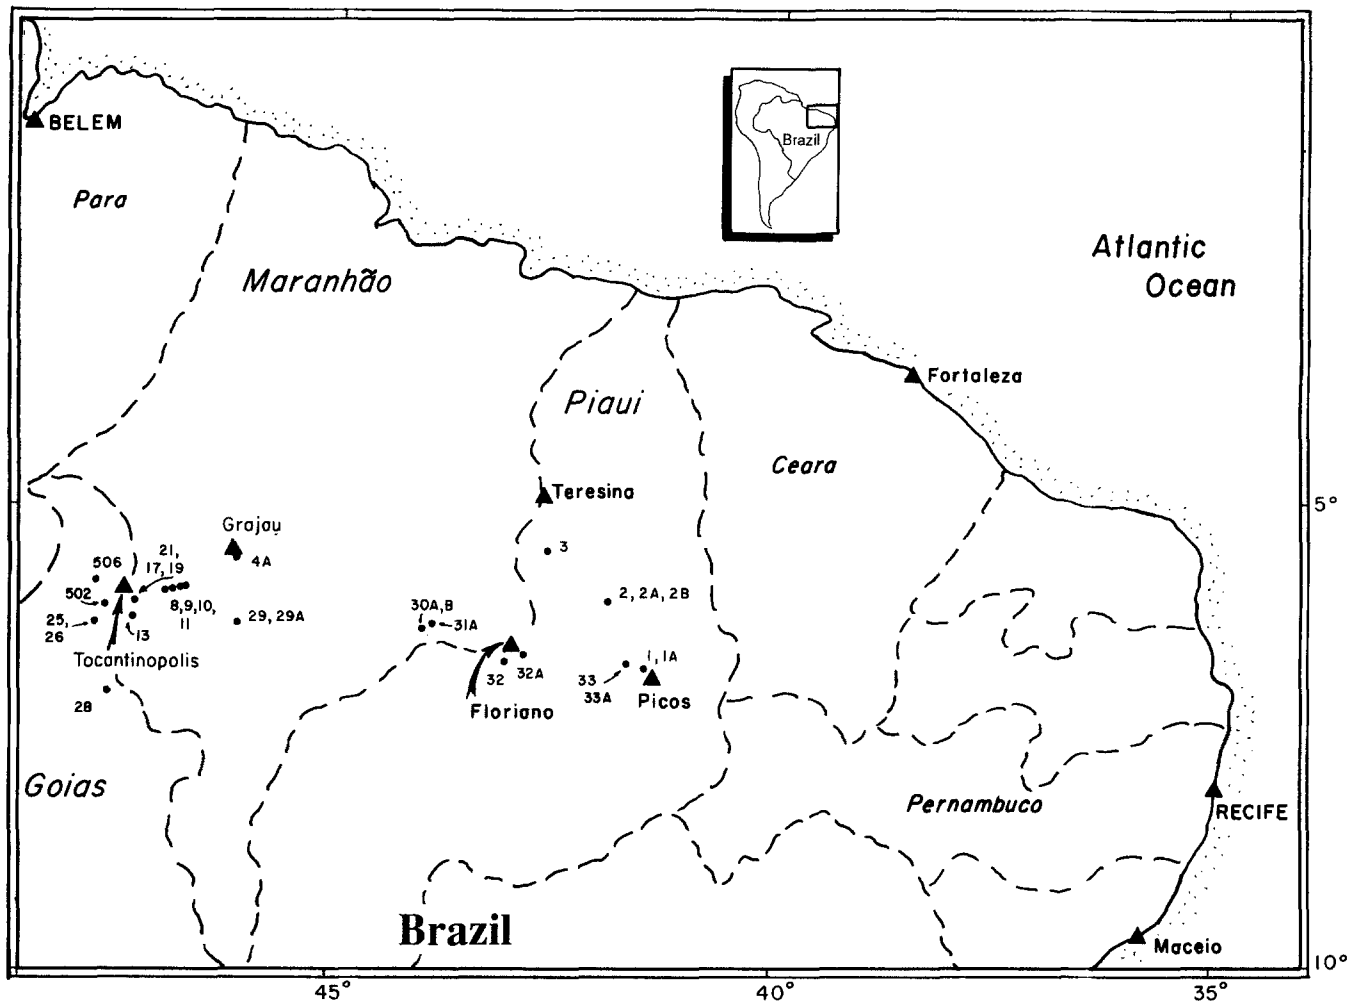 BELEM
Para
Brazil
Maranhão
Atlantic
Ocean
Fortaleza
Piaui
Ceara
Teresina
5°
Grajau
4A
3
506
21,
17, 19
502
8,9,10,
11
25,
26
13
29, 29A
2, 2A, 2B
30A,B
31A
Tocantinopolis
32
32A
1, 1A
33
33A
Picos
28
Floriano
Goias
Pernambuco
RECIFE
Brazil
Maceio
10°
45°
40°
35°